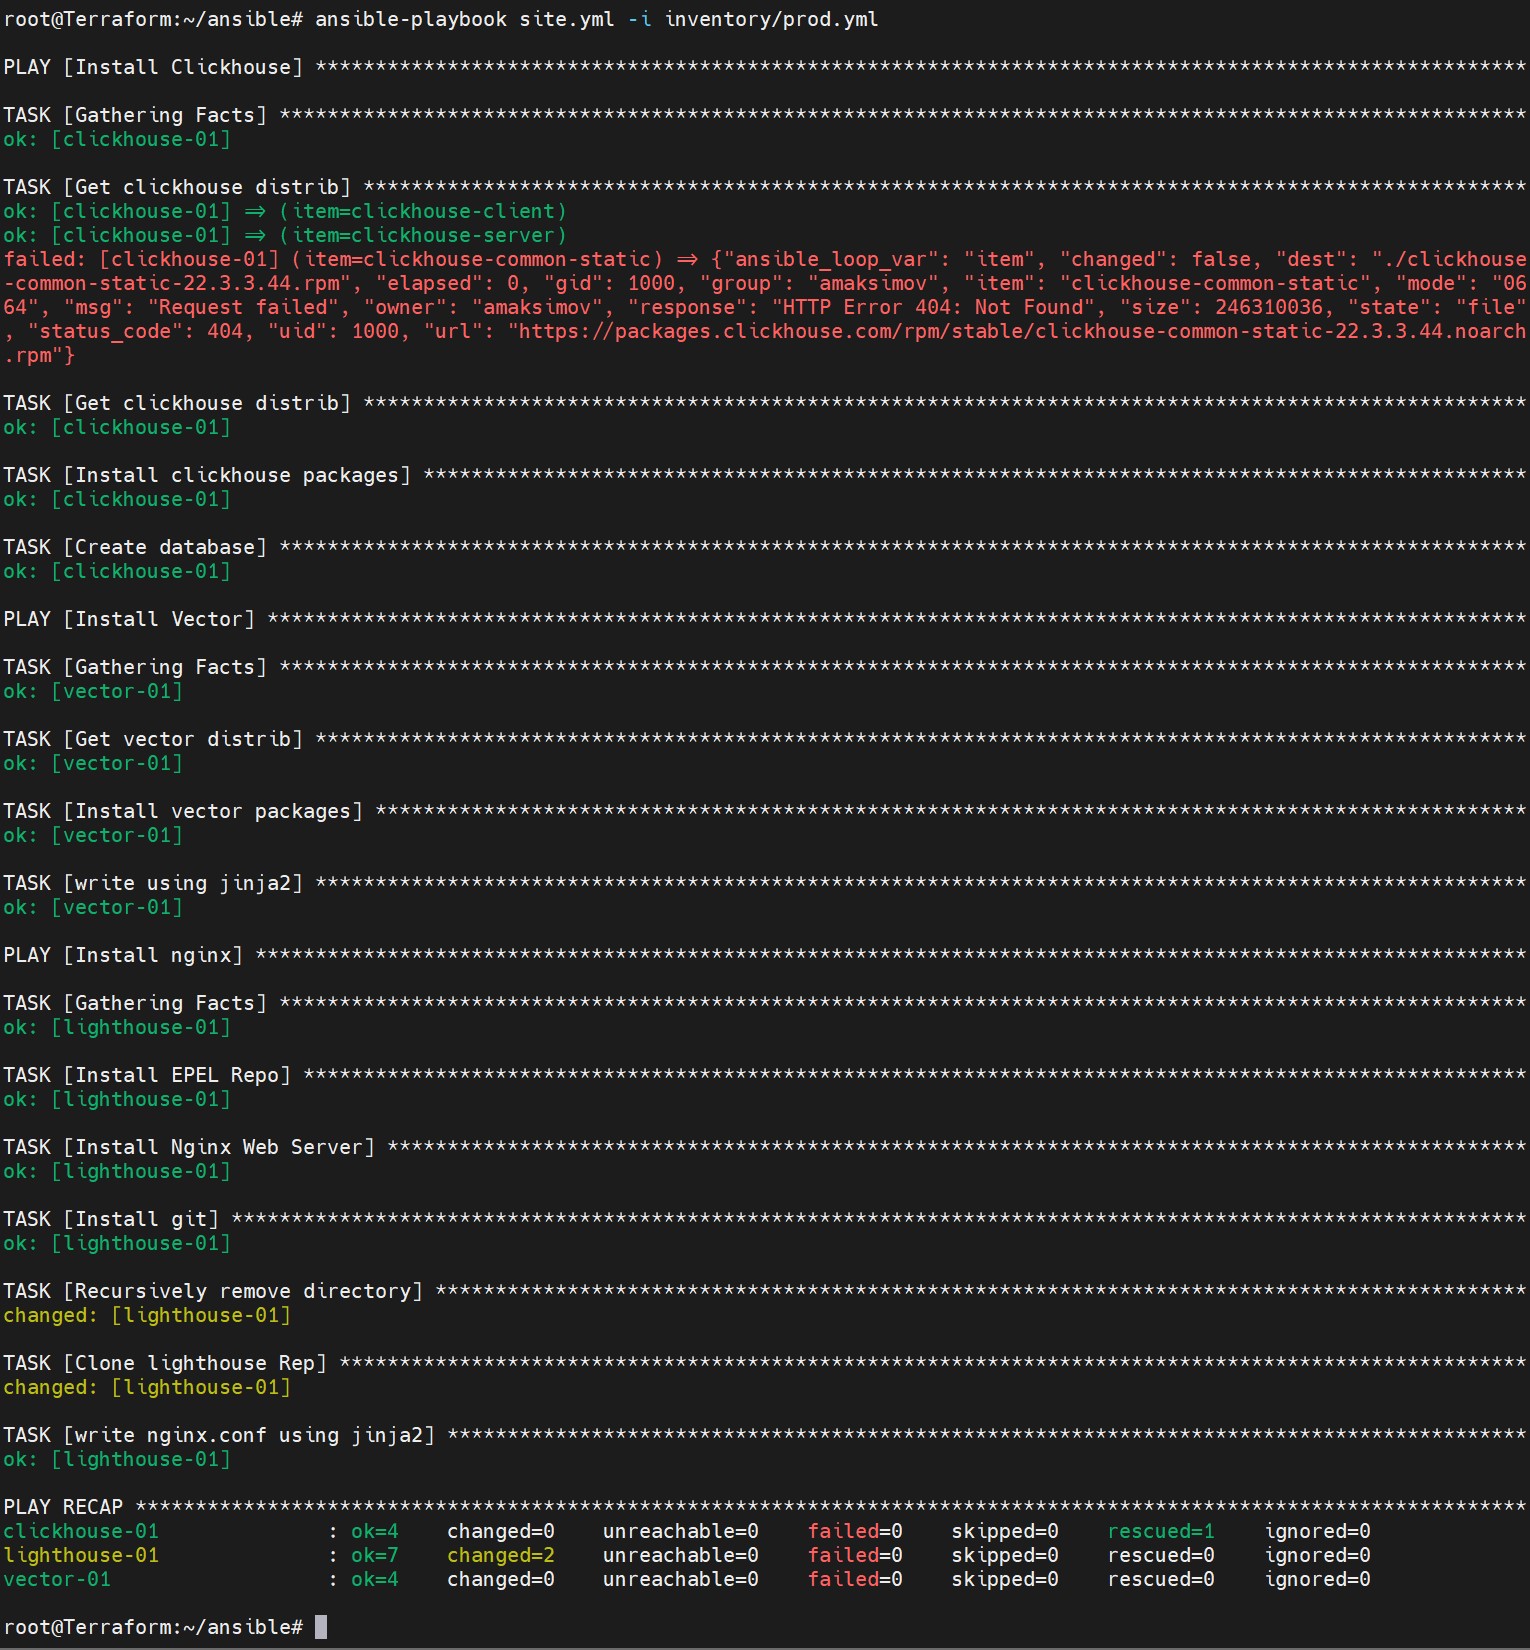 root@Terraform:~/ansible# ansible-playbook site.yml -i inventory/prod.yml
PLAY [Install Clickhouse] *****************************************************************************************************
TASK [Gathering Facts] ********************************************************************************************************
ok: [clickhouse-01]
TASK [Get clickhouse distrib] *************************************************************************************************
ok: [clickhouse-01] => (item=clickhouse-client)
ok: [clickhouse-01] => (item=clickhouse-server)
failed: [clickhouse-01] (item=clickhouse-common-static) => {"ansible_loop_var": "item", "changed": false, "dest": "./clickhouse
-common-static-22.3.3.44.rpm", "elapsed": 0, "gid": 1000, "group": "amaksimov", "item": "clickhouse-common-static", "mode": "06
64", "msg": "Request failed", "owner": "amaksimov", "response": "HTTP Error 404: Not Found", "size": 246310036, "state": "file"
, "status_code": 404, "uid": 1000, "url": "https://packages.clickhouse.com/rpm/stable/clickhouse-common-static-22.3.3.44.noarch
.rpm"}
TASK [Get clickhouse distrib] *************************************************************************************************
ok: [clickhouse-01]
TASK [Install clickhouse packages] ********************************************************************************************
ok: [clickhouse-01]
TASK [Create database] ********************************************************************************************************
ok: [clickhouse-01]
PLAY [Install Vector] *********************************************************************************************************
TASK [Gathering Facts] ********************************************************************************************************
ok: [vector-01]
TASK [Get vector distrib] *****************************************************************************************************
ok: [vector-01]
TASK [Install vector packages] ************************************************************************************************
ok: [vector-01]
TASK [write using jinja2] *****************************************************************************************************
ok: [vector-01]
PLAY [Install nginx] **********************************************************************************************************
TASK [Gathering Facts] ********************************************************************************************************
ok: [lighthouse-01]
TASK [Install EPEL Repo] ******************************************************************************************************
ok: [lighthouse-01]
TASK [Install Nginx Web Server] ***********************************************************************************************
ok: [lighthouse-01]
TASK [Install git] ************************************************************************************************************
ok: [lighthouse-01]
TASK [Recursively remove directory] *******************************************************************************************
changed: [lighthouse-01]
TASK [Clone lighthouse Rep] ***************************************************************************************************
changed: [lighthouse-01]
TASK [write nginx.conf using jinja2] ******************************************************************************************
ok: [lighthouse-01]
PLAY RECAP ********************************************************************************************************************
clickhouse-01              : ok=4    changed=0    unreachable=0    failed=0    skipped=0    rescued=1    ignored=0
lighthouse-01              : ok=7    changed=2    unreachable=0    failed=0    skipped=0    rescued=0    ignored=0
vector-01                  : ok=4    changed=0    unreachable=0    failed=0    skipped=0    rescued=0    ignored=0
root@Terraform:~/ansible#